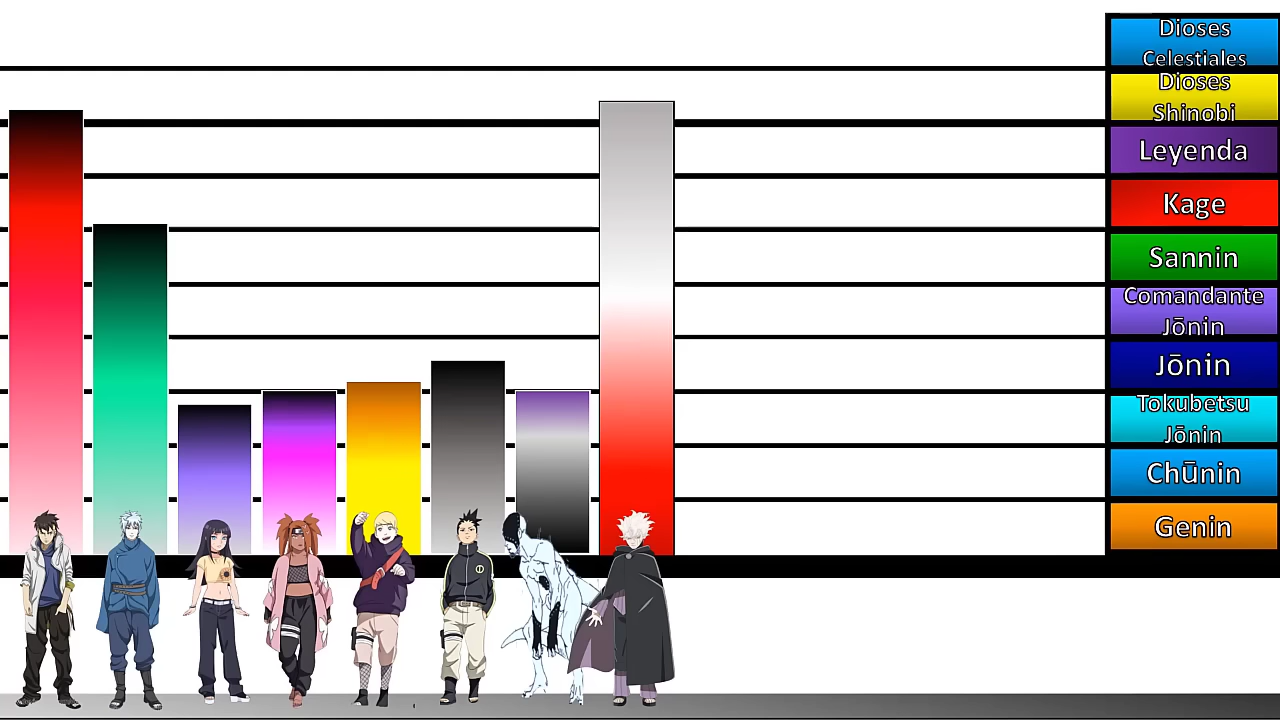 Dioses
Celestiales
Dioses
Shinobi
Leyenda
Kage
Sannin
Comandante
Jōnin
Jōnin
Tokubetsu
Jōnin
Chūnin
Genin